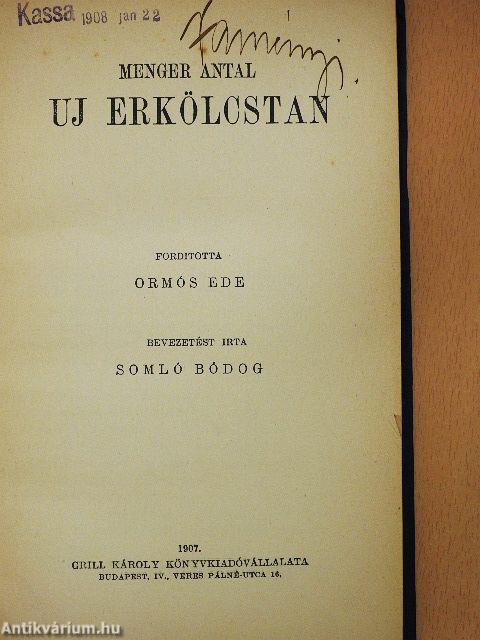 Kassa 1908 jan 22
MENGER ANTAL
UJ ERKÖLCSTAN
FORDITOTTA
ORMÓS EDE
BEVEZETÉST IRTA
SOMLÓ BÓDOG
1907.
GRILL KÁROLY KÖNYVKIADÓVÁLLALATA
BUDAPEST, IV., VERES PÁLNÉ-UTCA 16.
Antikvárium.hu